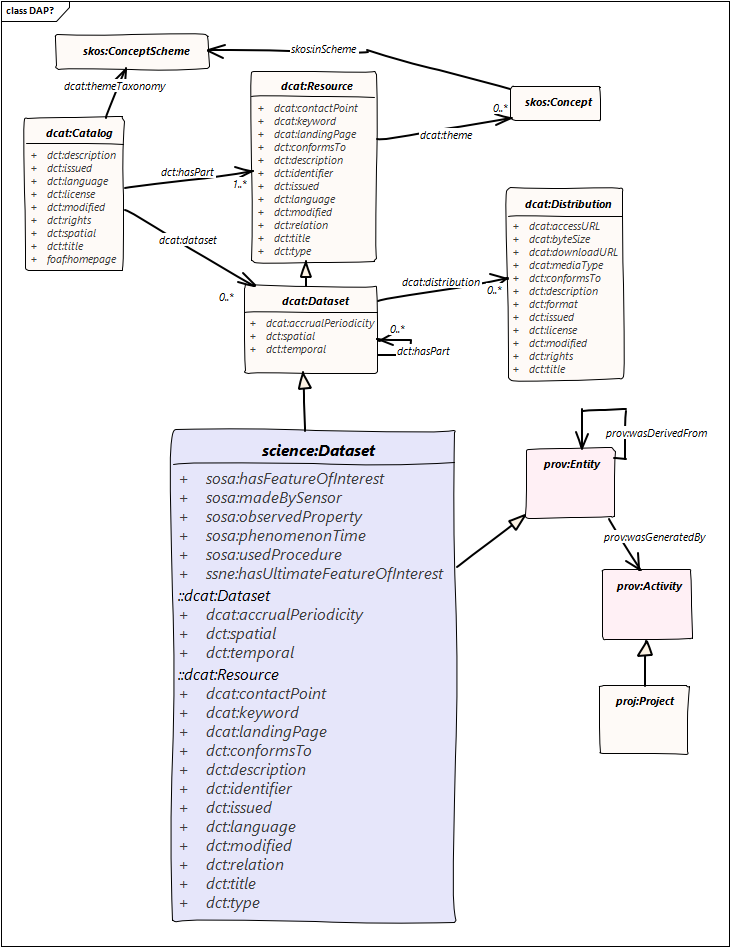 class DAP?
skos:ConceptScheme
skos:inScheme
dcat:themeTaxonomy
skos:Concept
0..*
dcat:theme
dcat:Resource
+ dcat:contactPoint
+ dcat:keyword
+ dcat:landingPage
+ dct:conformsTo
+ dct:description
+ dct:identifier
+ dct:issued
+ dct:language
+ dct:modified
+ dct:relation
+ dct:title
+ dct:type
dcat:Catalog
+ dct:description
+ dct:issued
+ dct:language
+ dct:license
+ dct:modified
+ dct:rights
+ dct:spatial
+ dct:title
+ foaf:homepage
dct:hasPart
1..*
dcat:dataset
0..*
dcat:Distribution
+ dcat:accessURL
+ dcat:byteSize
+ dcat:downloadURL
+ dcat:mediaType
+ dct:conformsTo
+ dct:description
+ dct:format
+ dct:issued
+ dct:license
+ dct:modified
+ dct:rights
+ dct:title
dcat:distribution
0..*
dcat:Dataset
+ dcat:accrualPeriodicity
+ dct:spatial
+ dct:temporal
0..*
dct:hasPart
science:Dataset
+ sosa:hasFeatureOfInterest
+ sosa:madeBySensor
+ sosa:observedProperty
+ sosa:phenomenonTime
+ sosa:usedProcedure
+ ssne:hasUltimateFeatureOfInterest
::dcat:Dataset
+ dcat:accrualPeriodicity
+ dct:spatial
+ dct:temporal
::dcat:Resource
+ dcat:contactPoint
+ dcat:keyword
+ dcat:landingPage
+ dct:conformsTo
+ dct:description
+ dct:identifier
+ dct:issued
+ dct:language
+ dct:modified
+ dct:relation
+ dct:title
+ dct:type
prov:wasDerivedFrom
prov:Entity
prov:wasGeneratedBy
prov:Activity
proj:Project